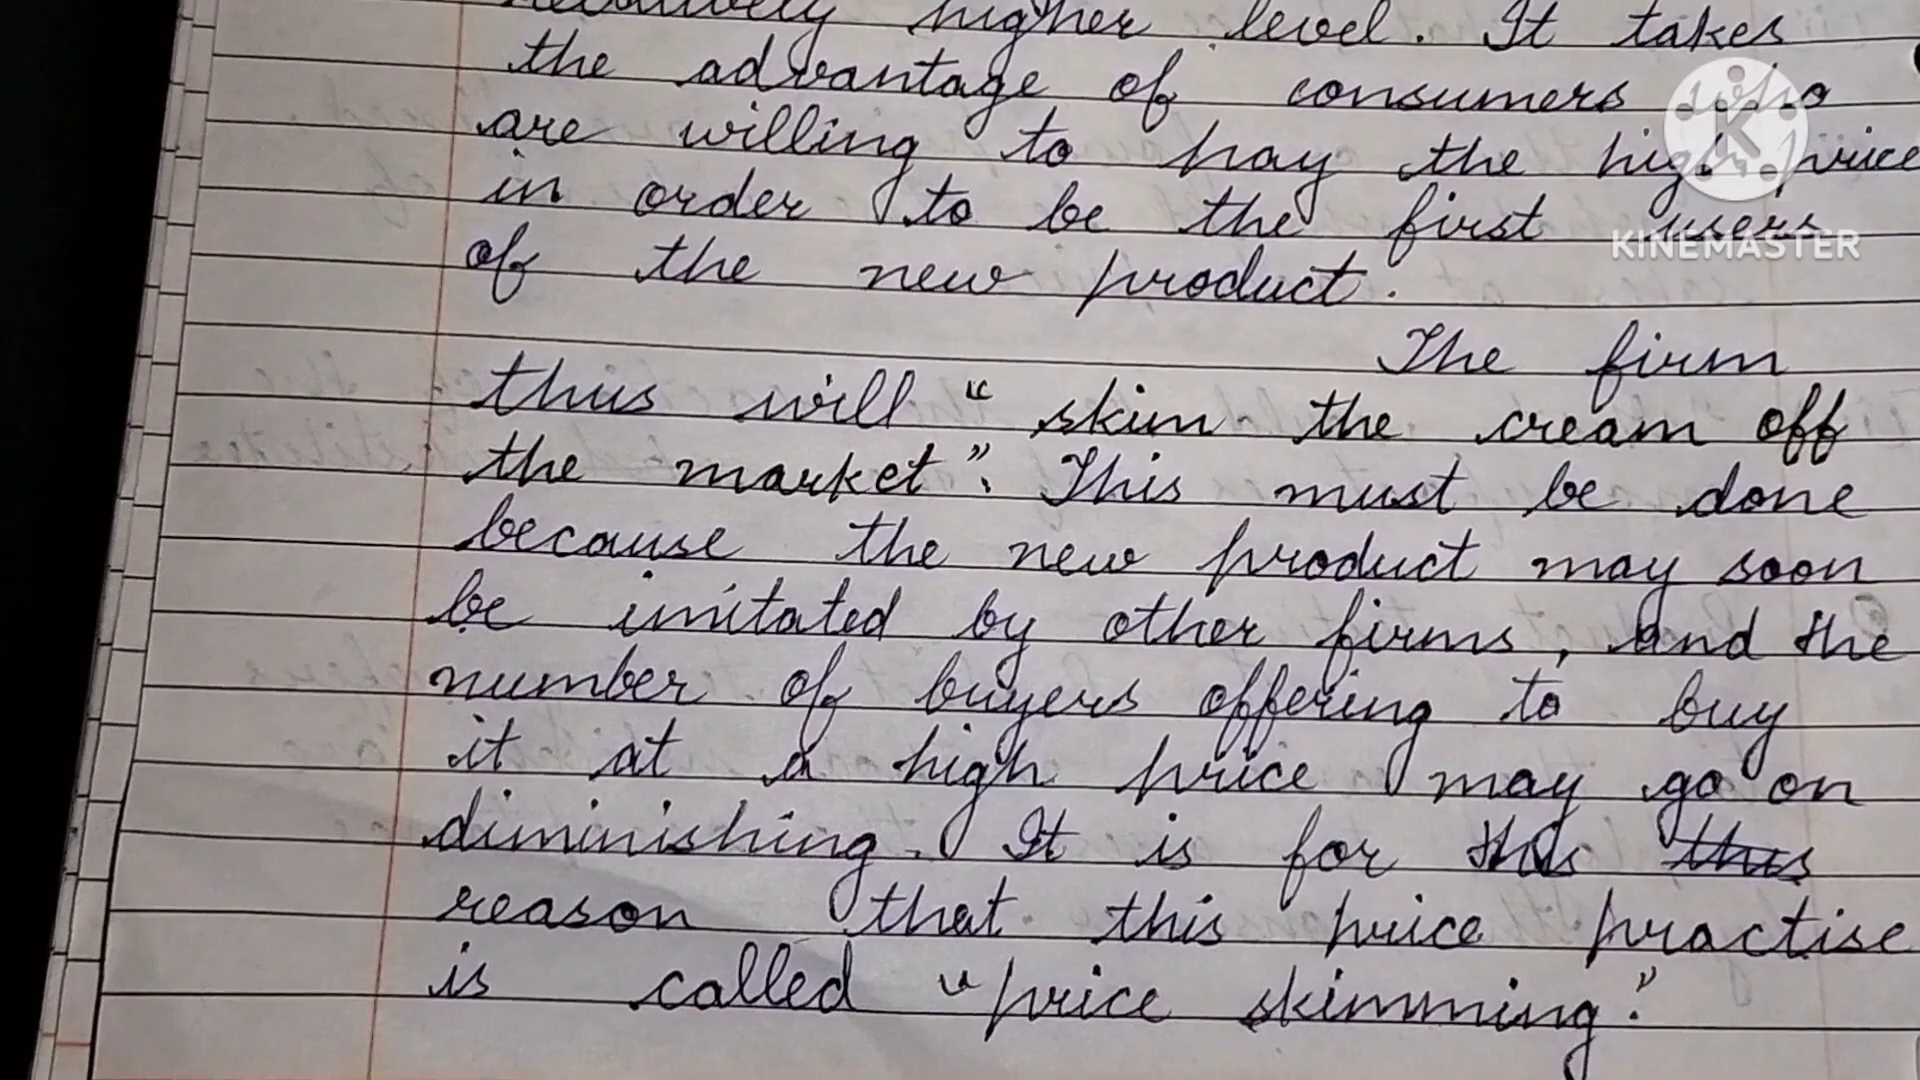 relatively higher level. It takes
the advantage of consumers who
are willing to pay the high price
in order to be the first users
of the new product.
The firm
thus will " skim the cream off
the market". This must be done
because the new product may soon
be imitated by other firms, and the
number of buyers offering to buy
it at a high price may go on
diminishing. It is for this this
reason that this price practise
is called "price skimming."
KINEMASTER